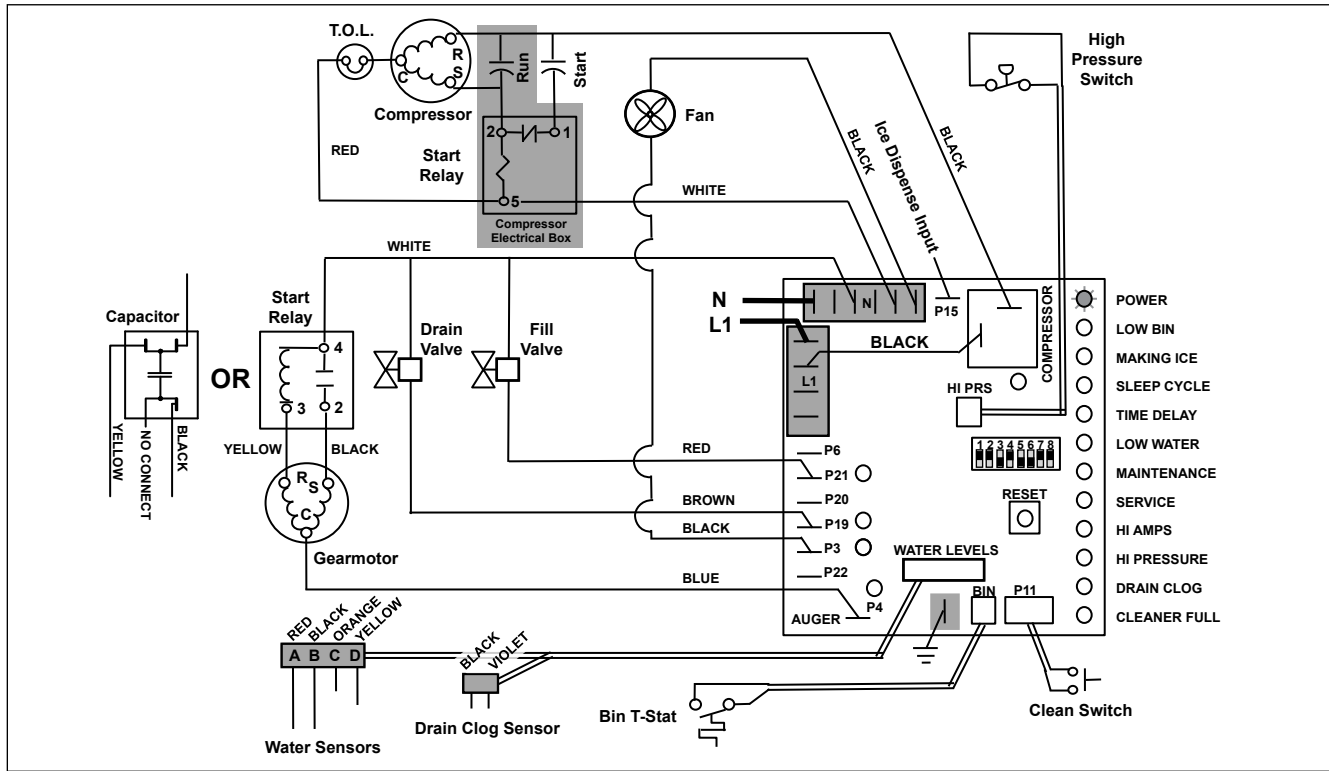 T.O.L.
C
R
S
Compressor
Run
Start
RED
2
1
Start
Relay
5
Compressor
Electrical Box
WHITE
Fan
BLACK
Ice Dispense Input
BLACK
High
Pressure
Switch
WHITE
Capacitor
YELLOW
NO CONNECT
BLACK
OR
Start
Relay
4
3
2
YELLOW
BLACK
R
S
C
Gearmotor
Drain
Valve
Fill
Valve
N
L1
N
P15
COMPRESSOR
BLACK
L1
HI PRS
1 2 3 4 5 6 7 8
RESET
RED
BROWN
BLACK
BLUE
P6
P21
P20
P19
P3
P22
P4
AUGER
WATER LEVELS
BIN
P11
POWER
LOW BIN
MAKING ICE
SLEEP CYCLE
TIME DELAY
LOW WATER
MAINTENANCE
SERVICE
HI AMPS
HI PRESSURE
DRAIN CLOG
CLEANER FULL
RED
BLACK
ORANGE
YELLOW
A B C D
Water Sensors
BLACK
VIOLET
Drain Clog Sensor
Bin T-Stat
Clean Switch